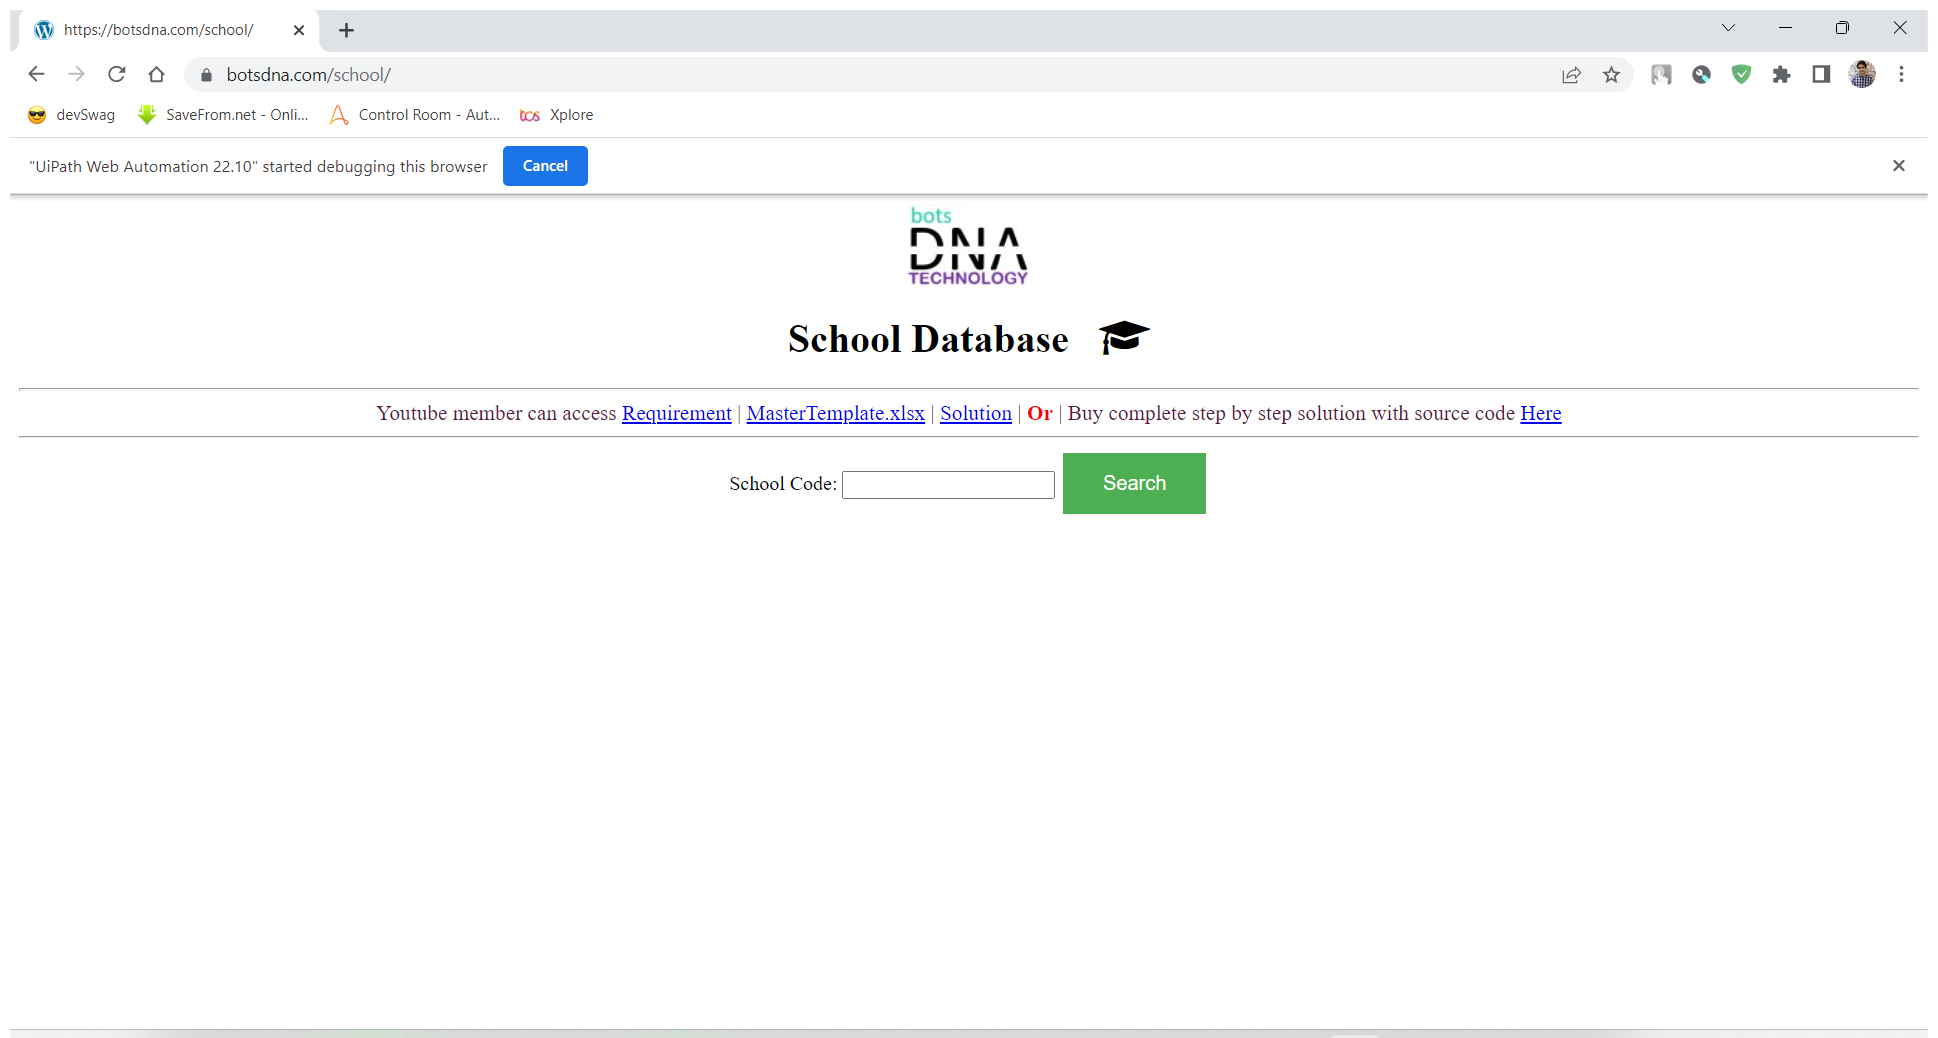 https://botsdna.com/school/
botsdna.com/school/
devSwag SaveFrom.net - Onli... Control Room - Aut... tcs Xplore
"UiPath Web Automation 22.10" started debugging this browser Cancel
bots
DNA
TECHNOLOGY
School Database
Youtube member can access Requirement | MasterTemplate.xlsx | Solution | Or | Buy complete step by step solution with source code Here
School Code: Search